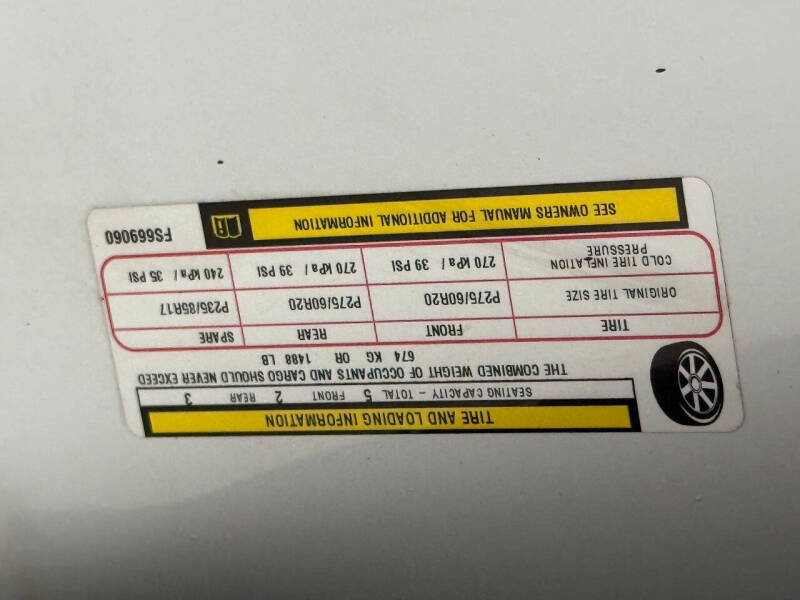 TIRE AND LOADING INFORMATION
SEATING CAPACITY - TOTAL 5 FRONT 2 REAR 3
THE COMBINED WEIGHT OF OCCUPANTS AND CARGO SHOULD NEVER EXCEED
674 KG OR 1488 LB
TIRE FRONT REAR SPARE
ORIGINAL TIRE SIZE P275/60R20 P275/60R20 P235/85R17
COLD TIRE INFLATION PRESSURE 270 kPa / 39 PSI 270 kPa / 39 PSI 240 kPa / 35 PSI
SEE OWNERS MANUAL FOR ADDITIONAL INFORMATION
FS669060